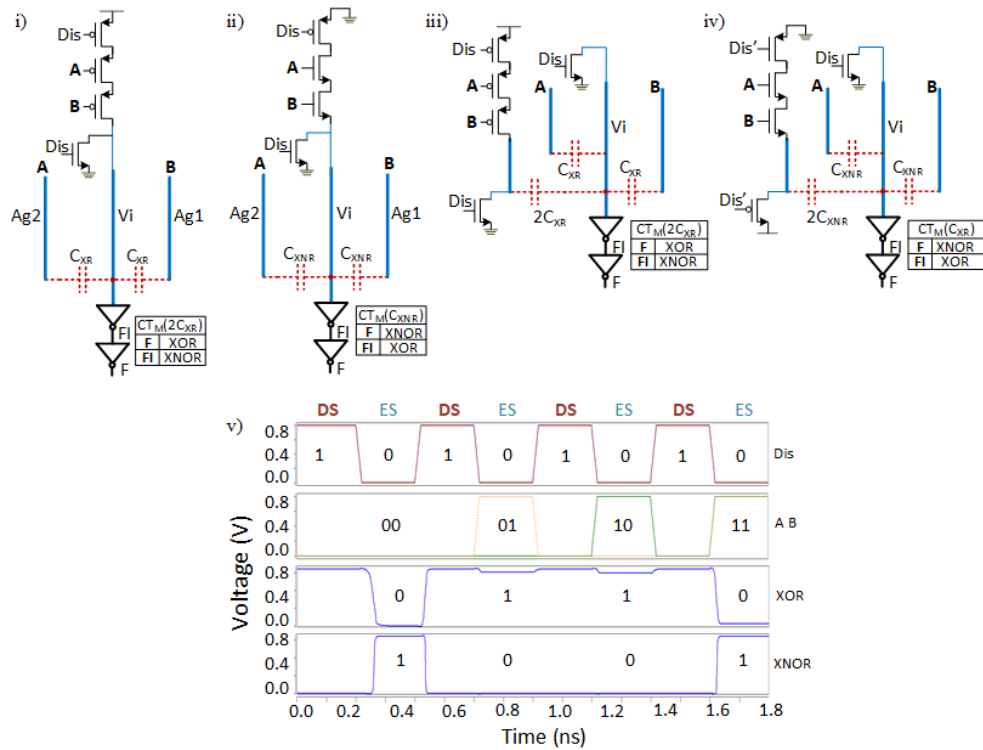 i)
Dis
A
B
Dis
A
B
Ag2
Vi
Ag1
CXR
CXR
FI
F
CTM(2CXR)
F XOR
FI XNOR
ii)
Dis
A
B
Dis
A
B
Ag2
Vi
Ag1
CXNR
CXNR
FI
F
CTM(CXNR)
F XNOR
FI XOR
iii)
Dis
A
B
Dis
A
B
Vi
CXR
CXR
2CXR
Dis
FI
F
CTM(2CXR)
F XOR
FI XNOR
iv)
Dis'
A
B
Dis
A
B
Vi
CXNR
CXNR
2CXNR
Dis'
FI
F
CTM(CXR)
F XNOR
FI XOR
v)
DS ES DS ES DS ES DS ES
0.8
0.4
0.0
1 0 1 0 1 0 1 0
Dis
0.8
0.4
0.0
00 01 10 11
A B
0.8
0.4
0.0
0 1 1 0
XOR
0.8
0.4
0.0
1 0 0 1
XNOR
Voltage (V)
0.0 0.2 0.4 0.6 0.8 1.0 1.2 1.4 1.6 1.8
Time (ns)